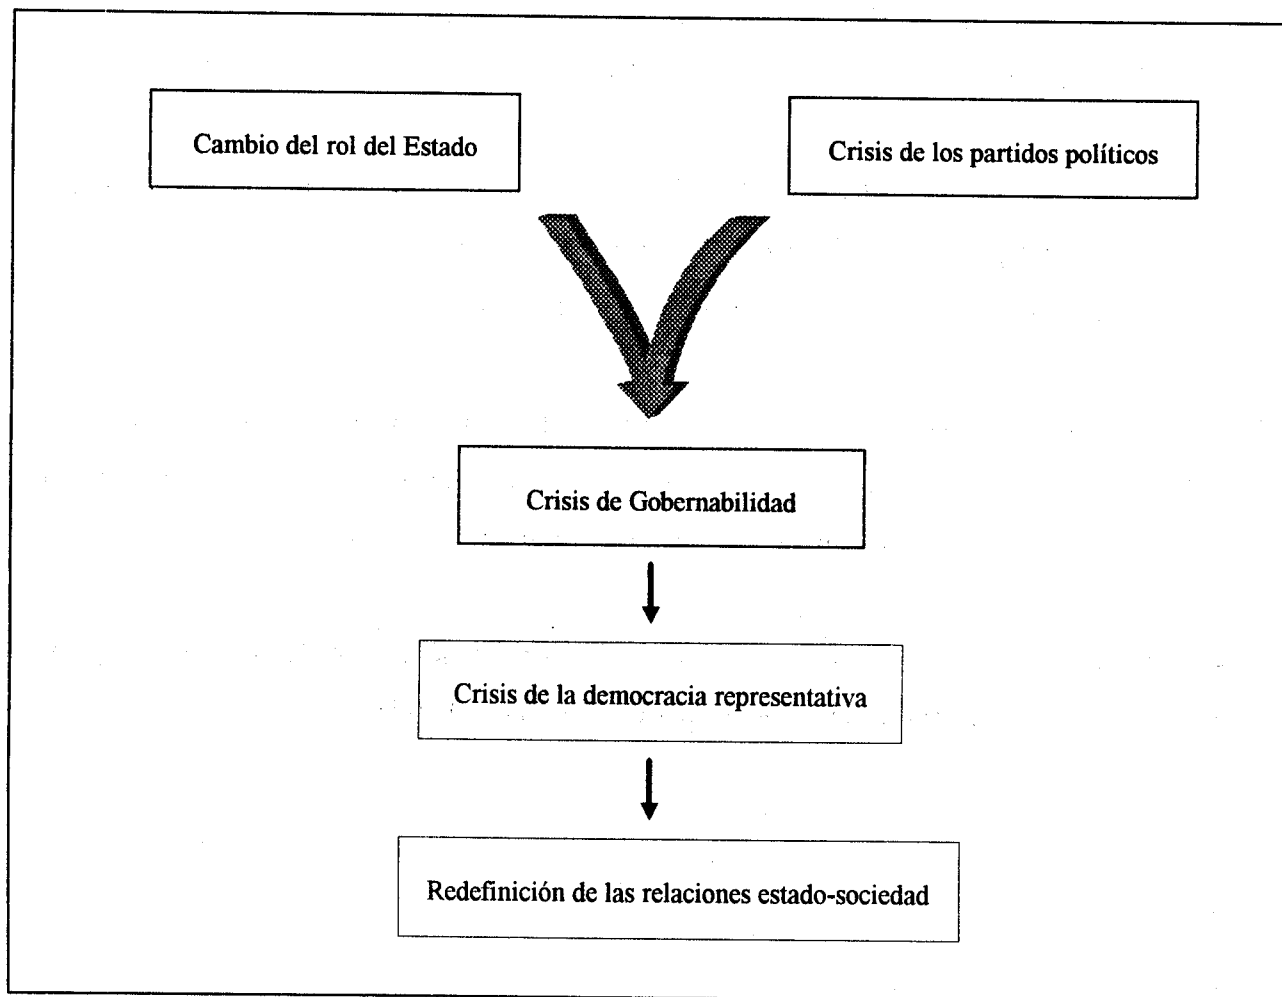 Cambio del rol del Estado
Crisis de los partidos políticos
Crisis de Gobernabilidad
Crisis de la democracia representativa
Redefinición de las relaciones estado-sociedad